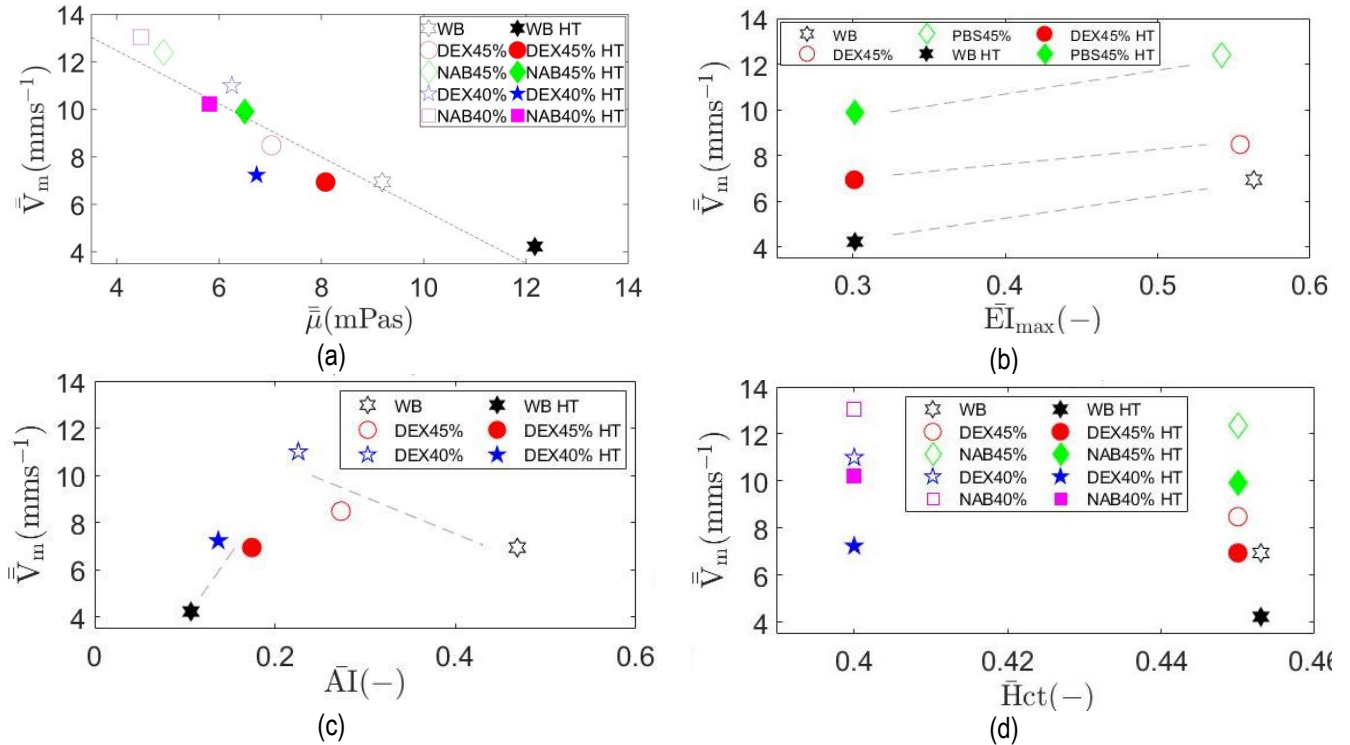 14
12
10
8
6
4
V̿m(mms⁻¹)
4 6 8 10 12 14
μ̿(mPas)
WB WB HT
DEX45% DEX45% HT
NAB45% NAB45% HT
DEX40% DEX40% HT
NAB40% NAB40% HT
(a)
14
12
10
8
6
4
V̿m(mms⁻¹)
WB PBS45% DEX45% HT
DEX45% WB HT PBS45% HT
0.3 0.4 0.5 0.6
ĒImax(−)
(b)
14
12
10
8
6
4
V̿m(mms⁻¹)
WB WB HT
DEX45% DEX45% HT
DEX40% DEX40% HT
0 0.2 0.4 0.6
ĀI(−)
(c)
14
12
10
8
6
4
V̿m(mms⁻¹)
WB WB HT
DEX45% DEX45% HT
NAB45% NAB45% HT
DEX40% DEX40% HT
NAB40% NAB40% HT
0.4 0.42 0.44 0.46
H̄ct(−)
(d)